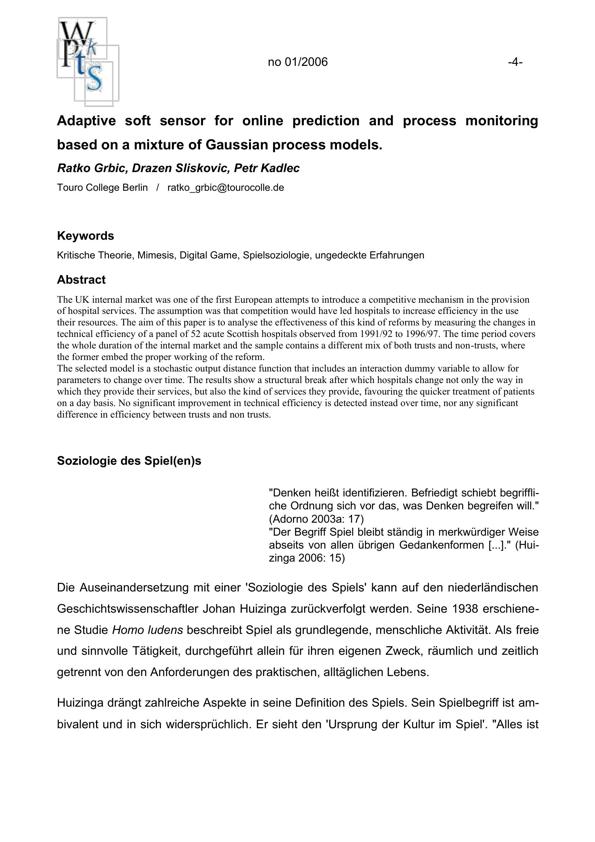 W
Pkt
tS
no 01/2006 -4-
Adaptive soft sensor for online prediction and process monitoring
based on a mixture of Gaussian process models.
Ratko Grbic, Drazen Sliskovic, Petr Kadlec
Touro College Berlin / ratko_grbic@tourocolle.de
Keywords
Kritische Theorie, Mimesis, Digital Game, Spielsoziologie, ungedeckte Erfahrungen
Abstract
The UK internal market was one of the first European attempts to introduce a competitive mechanism in the provision
of hospital services. The assumption was that competition would have led hospitals to increase efficiency in the use
their resources. The aim of this paper is to analyse the effectiveness of this kind of reforms by measuring the changes in
technical efficiency of a panel of 52 acute Scottish hospitals observed from 1991/92 to 1996/97. The time period covers
the whole duration of the internal market and the sample contains a different mix of both trusts and non-trusts, where
the former embed the proper working of the reform.
The selected model is a stochastic output distance function that includes an interaction dummy variable to allow for
parameters to change over time. The results show a structural break after which hospitals change not only the way in
which they provide their services, but also the kind of services they provide, favouring the quicker treatment of patients
on a day basis. No significant improvement in technical efficiency is detected instead over time, nor any significant
difference in efficiency between trusts and non trusts.
Soziologie des Spiel(en)s
"Denken heißt identifizieren. Befriedigt schiebt begriffli-
che Ordnung sich vor das, was Denken begreifen will."
(Adorno 2003a: 17)
"Der Begriff Spiel bleibt ständig in merkwürdiger Weise
abseits von allen übrigen Gedankenformen [...]." (Hui-
zinga 2006: 15)
Die Auseinandersetzung mit einer 'Soziologie des Spiels' kann auf den niederländischen
Geschichtswissenschaftler Johan Huizinga zurückverfolgt werden. Seine 1938 erschiene-
ne Studie Homo ludens beschreibt Spiel als grundlegende, menschliche Aktivität. Als freie
und sinnvolle Tätigkeit, durchgeführt allein für ihren eigenen Zweck, räumlich und zeitlich
getrennt von den Anforderungen des praktischen, alltäglichen Lebens.
Huizinga drängt zahlreiche Aspekte in seine Definition des Spiels. Sein Spielbegriff ist am-
bivalent und in sich widersprüchlich. Er sieht den 'Ursprung der Kultur im Spiel'. "Alles ist